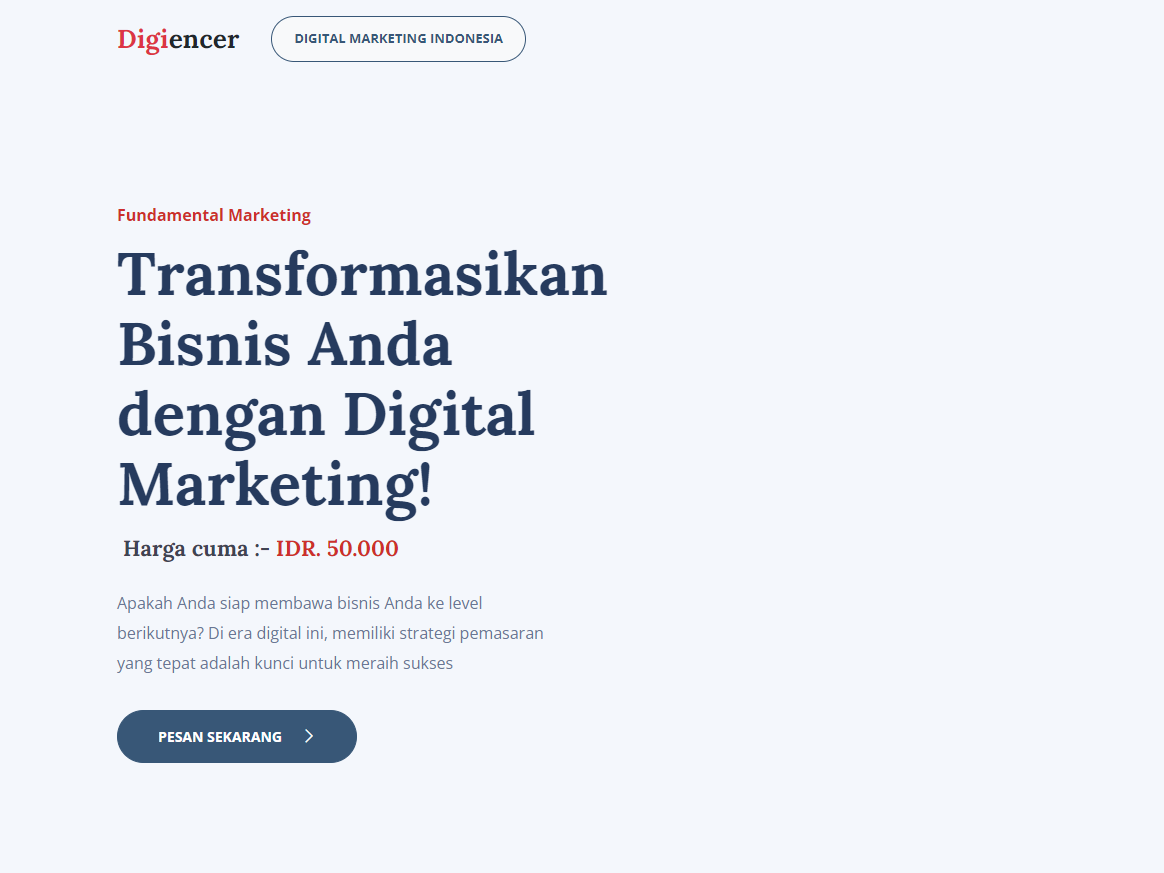 Digiencer
DIGITAL MARKETING INDONESIA
Fundamental Marketing
Transformasikan
Bisnis Anda
dengan Digital
Marketing!
Harga cuma :- IDR. 50.000
Apakah Anda siap membawa bisnis Anda ke level
berikutnya? Di era digital ini, memiliki strategi pemasaran
yang tepat adalah kunci untuk meraih sukses
PESAN SEKARANG